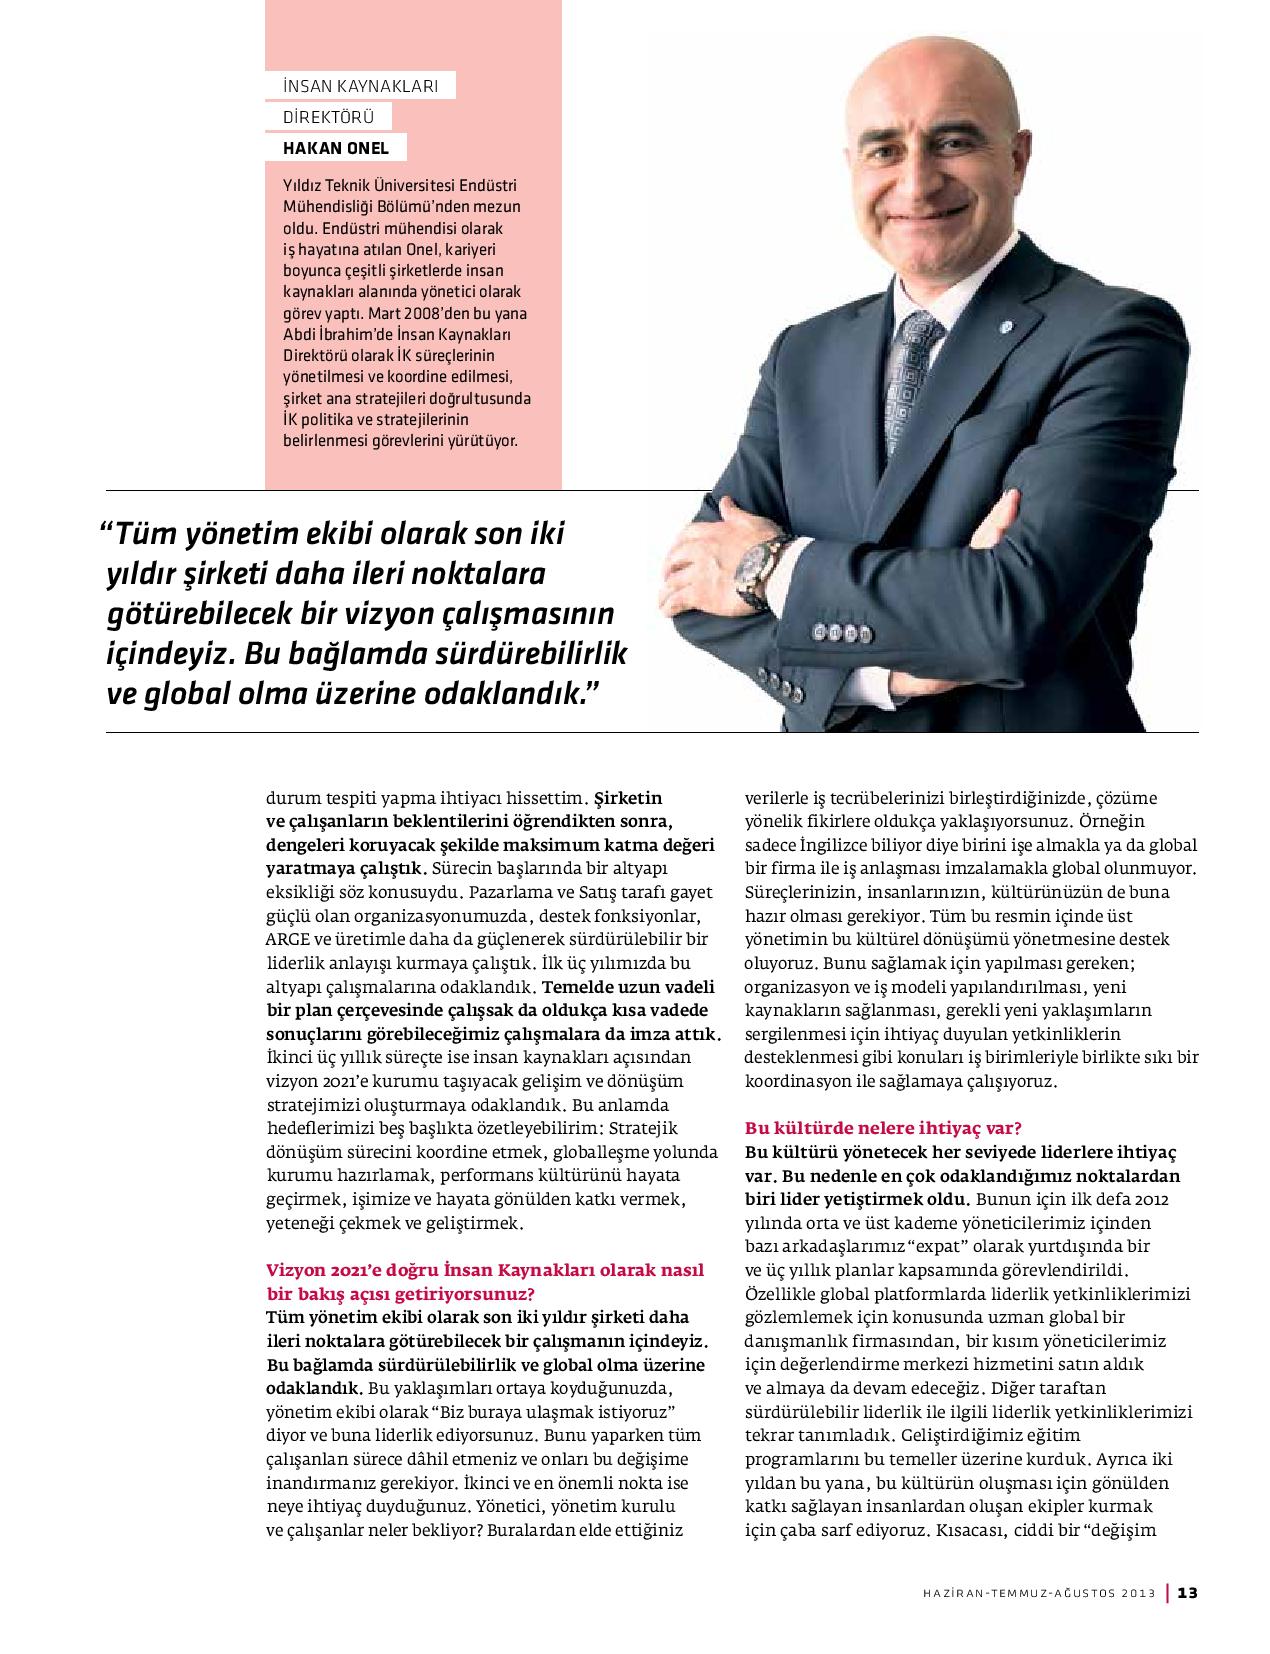 İNSAN KAYNAKLARI
DİREKTÖRÜ
HAKAN ONEL
Yıldız Teknik Üniversitesi Endüstri
Mühendisliği Bölümü'nden mezun
oldu. Endüstri mühendisi olarak
iş hayatına atılan Onel, kariyeri
boyunca çeşitli şirketlerde insan
kaynakları alanında yönetici olarak
görev yaptı. Mart 2008'den bu yana
Abdi İbrahim'de İnsan Kaynakları
Direktörü olarak İK süreçlerinin
yönetilmesi ve koordine edilmesi,
şirket ana stratejileri doğrultusunda
İK politika ve stratejilerinin
belirlenmesi görevlerini yürütüyor.
“Tüm yönetim ekibi olarak son iki
yıldır şirketi daha ileri noktalara
götürebilecek bir vizyon çalışmasının
içindeyiz. Bu bağlamda sürdürebilirlik
ve global olma üzerine odaklandık.”
durum tespiti yapma ihtiyacı hissettim. Şirketin
ve çalışanların beklentilerini öğrendikten sonra,
dengeleri koruyacak şekilde maksimum katma değeri
yaratmaya çalıştık. Sürecin başlarında bir altyapı
eksikliği söz konusuydu. Pazarlama ve Satış tarafı gayet
güçlü olan organizasyonumuzda, destek fonksiyonlar,
ARGE ve üretimle daha da güçlenerek sürdürülebilir bir
liderlik anlayışı kurmaya çalıştık. İlk üç yılımızda bu
altyapı çalışmalarına odaklandık. Temelde uzun vadeli
bir plan çerçevesinde çalışsak da oldukça kısa vadede
sonuçlarını görebileceğimiz çalışmalara da imza attık.
İkinci üç yıllık süreçte ise insan kaynakları açısından
vizyon 2021'e kurumu taşıyacak gelişim ve dönüşüm
stratejimizi oluşturmaya odaklandık. Bu anlamda
hedeflerimizi beş başlıkta özetleyebilirim: Stratejik
dönüşüm sürecini koordine etmek, globalleşme yolunda
kurumu hazırlamak, performans kültürünü hayata
geçirmek, işimize ve hayata gönülden katkı vermek,
yeteneği çekmek ve geliştirmek.
Vizyon 2021'e doğru İnsan Kaynakları olarak nasıl
bir bakış açısı getiriyorsunuz?
Tüm yönetim ekibi olarak son iki yıldır şirketi daha
ileri noktalara götürebilecek bir çalışmanın içindeyiz.
Bu bağlamda sürdürülebilirlik ve global olma üzerine
odaklandık. Bu yaklaşımları ortaya koyduğunuzda,
yönetim ekibi olarak “Biz buraya ulaşmak istiyoruz”
diyor ve buna liderlik ediyorsunuz. Bunu yaparken tüm
çalışanları sürece dâhil etmeniz ve onları bu değişime
inandırmanız gerekiyor. İkinci ve en önemli nokta ise
neye ihtiyaç duyduğunuz. Yönetici, yönetim kurulu
ve çalışanlar neler bekliyor? Buralardan elde ettiğiniz
verilerle iş tecrübelerinizi birleştirdiğinizde, çözüme
yönelik fikirlere oldukça yaklaşıyorsunuz. Örneğin
sadece İngilizce biliyor diye birini işe almakla ya da global
bir firma ile iş anlaşması imzalamakla global olunmuyor.
Süreçlerinizin, insanlarınızın, kültürünüzün de buna
hazır olması gerekiyor. Tüm bu resmin içinde üst
yönetimin bu kültürel dönüşümü yönetmesine destek
oluyoruz. Bunu sağlamak için yapılması gereken;
organizasyon ve iş modeli yapılandırılması, yeni
kaynakların sağlanması, gerekli yeni yaklaşımların
sergilenmesi için ihtiyaç duyulan yetkinliklerin
desteklenmesi gibi konuları iş birimleriyle birlikte sıkı bir
koordinasyon ile sağlamaya çalışıyoruz.
Bu kültürde nelere ihtiyaç var?
Bu kültürü yönetecek her seviyede liderlere ihtiyaç
var. Bu nedenle en çok odaklandığımız noktalardan
biri lider yetiştirmek oldu. Bunun için ilk defa 2012
yılında orta ve üst kademe yöneticilerimiz içinden
bazı arkadaşlarımız “expat” olarak yurtdışında bir
ve üç yıllık planlar kapsamında görevlendirildi.
Özellikle global platformlarda liderlik yetkinliklerimizi
gözlemlemek için konusunda uzman global bir
danışmanlık firmasından, bir kısım yöneticilerimiz
için değerlendirme merkezi hizmetini satın aldık
ve almaya da devam edeceğiz. Diğer taraftan
sürdürülebilir liderlik ile ilgili liderlik yetkinliklerimizi
tekrar tanımladık. Geliştirdiğimiz eğitim
programlarını bu temeller üzerine kurduk. Ayrıca iki
yıldan bu yana, bu kültürün oluşması için gönülden
katkı sağlayan insanlardan oluşan ekipler kurmak
için çaba sarf ediyoruz. Kısacası, ciddi bir “değişim
HAZİRAN-TEMMUZ-AĞUSTOS 2013 | 13